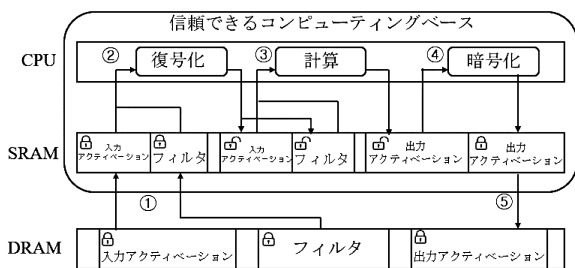 信頼できるコンピューティングベース
CPU
② 復号化 ③ 計算 ④ 暗号化
SRAM
入力
アクティベーション
フィルタ
入力
アクティベーション
フィルタ
出力
アクティベーション
出力
アクティベーション
① ⑤
DRAM
入力アクティベーション
フィルタ
出力アクティベーション